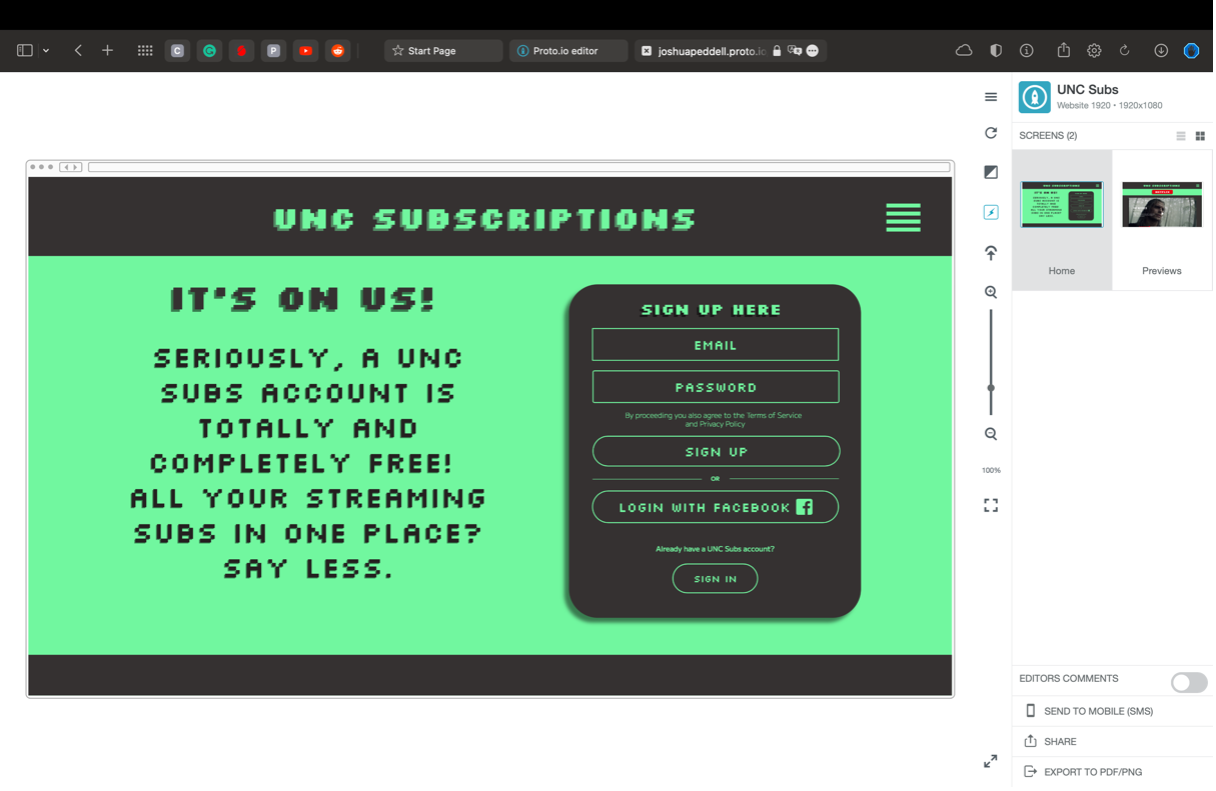 Start Page
Proto.io editor
joshuapeddell.proto.io
UNC Subs
Website 1920 • 1920x1080
SCREENS (2)
UNC SUBSCRIPTIONS
IT'S ON US!
SERIOUSLY, A UNC
SUBS ACCOUNT IS
TOTALLY AND
COMPLETELY FREE!
ALL YOUR STREAMING
SUBS IN ONE PLACE?
SAY LESS.
SIGN UP HERE
EMAIL
PASSWORD
By proceeding you also agree to the Terms of Service
and Privacy Policy
SIGN UP
OR
LOGIN WITH FACEBOOK
Already have a UNC Subs account?
SIGN IN
100%
Home
Previews
EDITORS COMMENTS
SEND TO MOBILE (SMS)
SHARE
EXPORT TO PDF/PNG